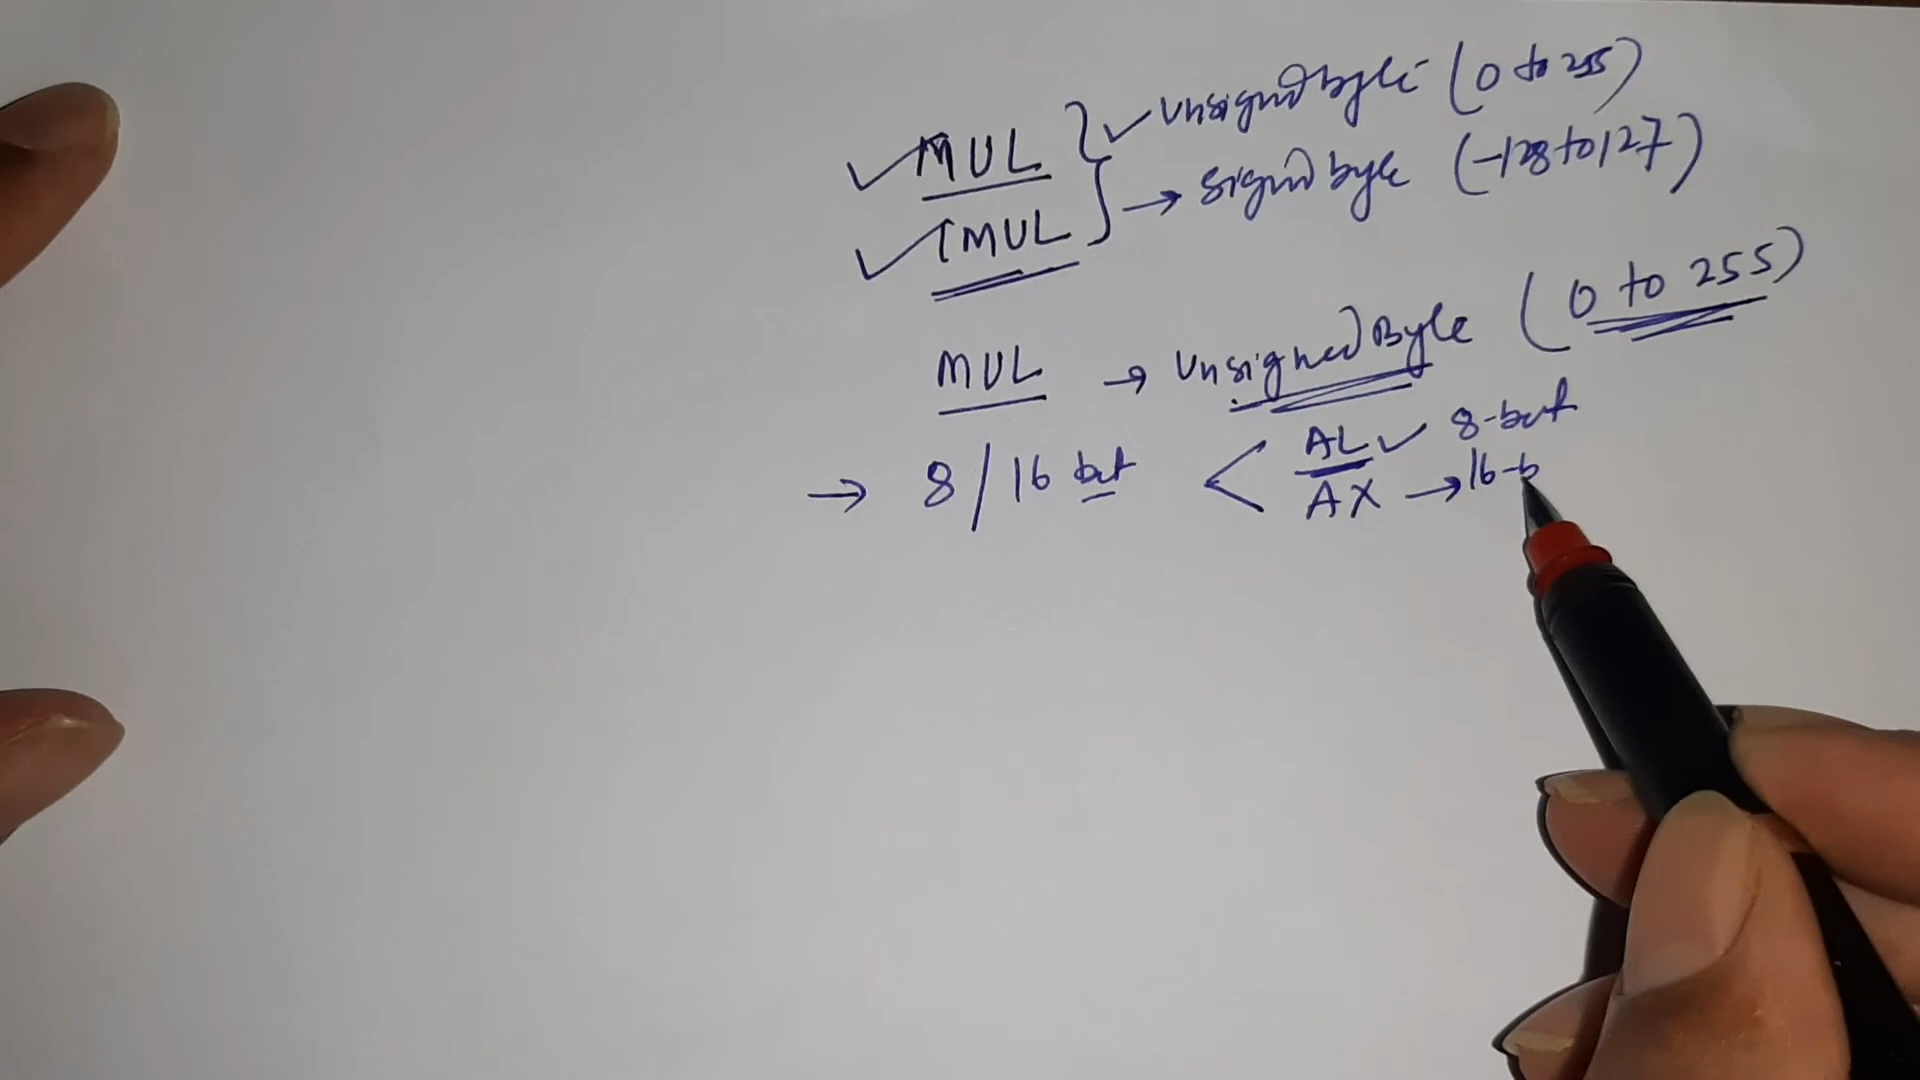 MUL } unsigned byte (0 to 255)
IMUL → signed byte (-128 to 127)
MUL → Unsigned Byte (0 to 255)
→ 8/16 bit < AL ✓ 8-bit
AX → 16-b